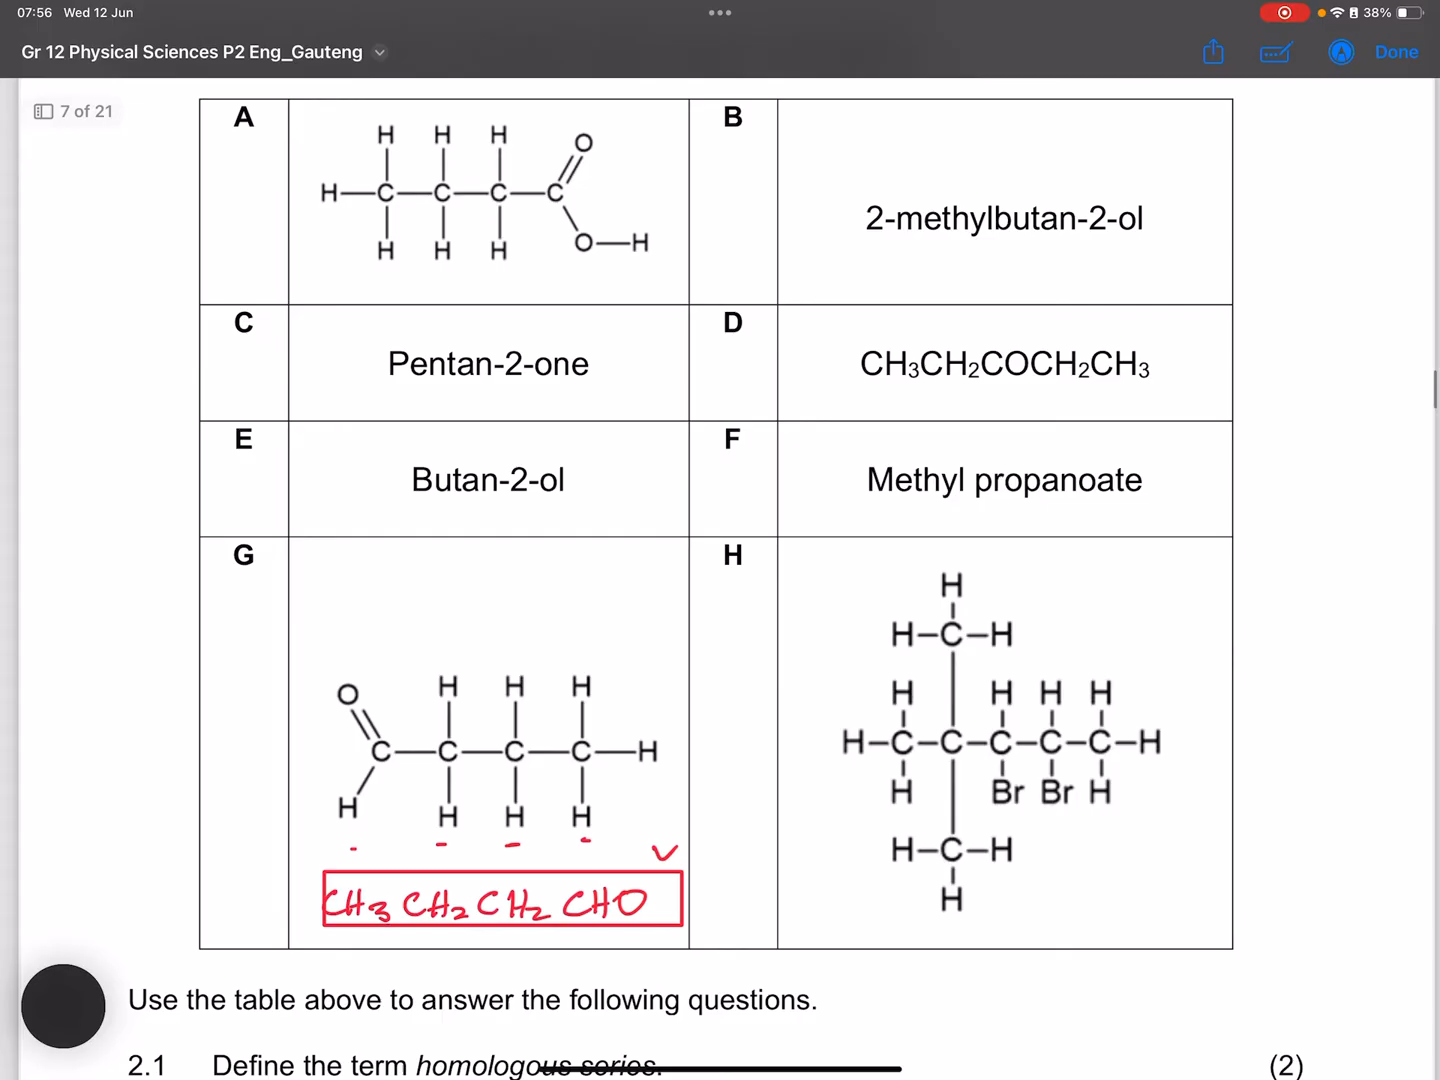 07:56 Wed 12 Jun
38%
Gr 12 Physical Sciences P2 Eng_Gauteng
Done
7 of 21
A
H H H O
H—C—C—C—C
H H H O—H
B
2-methylbutan-2-ol
C
Pentan-2-one
D
CH₃CH₂COCH₂CH₃
E
Butan-2-ol
F
Methyl propanoate
G
O H H H
C—C—C—C—H
H H H H
CH₃ CH₂ CH₂ CHO
H
H
H–C–H
H H H H
H–C–C–C–C–C–H
H Br Br H
H–C–H
H
Use the table above to answer the following questions.
2.1 Define the term homologous series. (2)